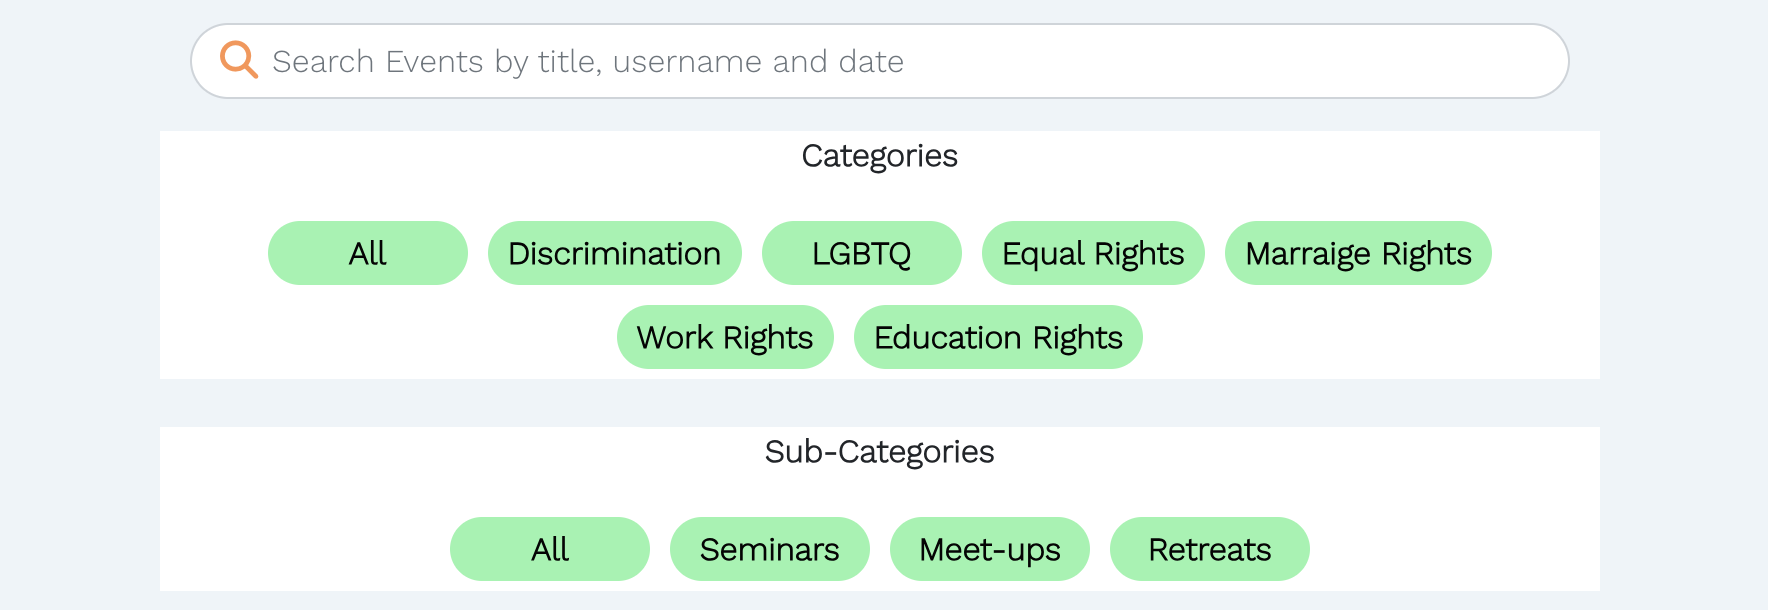 Search Events by title, username and date
Categories
All Discrimination LGBTQ Equal Rights Marraige Rights
Work Rights Education Rights
Sub-Categories
All Seminars Meet-ups Retreats